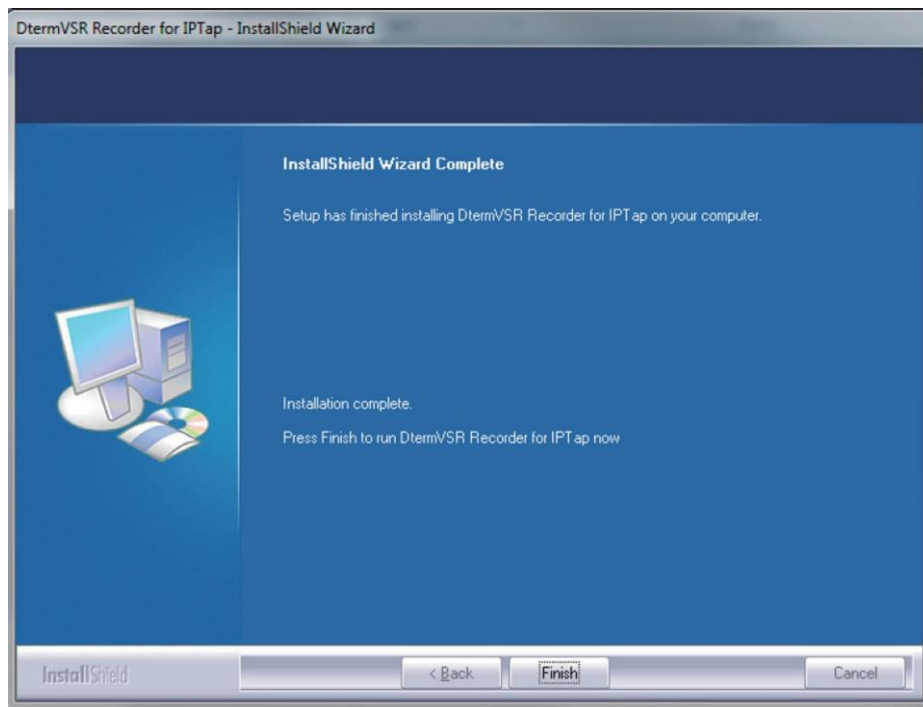 DtermVSR Recorder for IPTap - InstallShield Wizard
InstallShield Wizard Complete
Setup has finished installing DtermVSR Recorder for IPTap on your computer.
Installation complete.
Press Finish to run DtermVSR Recorder for IPTap now
InstallShield
< Back
Finish
Cancel